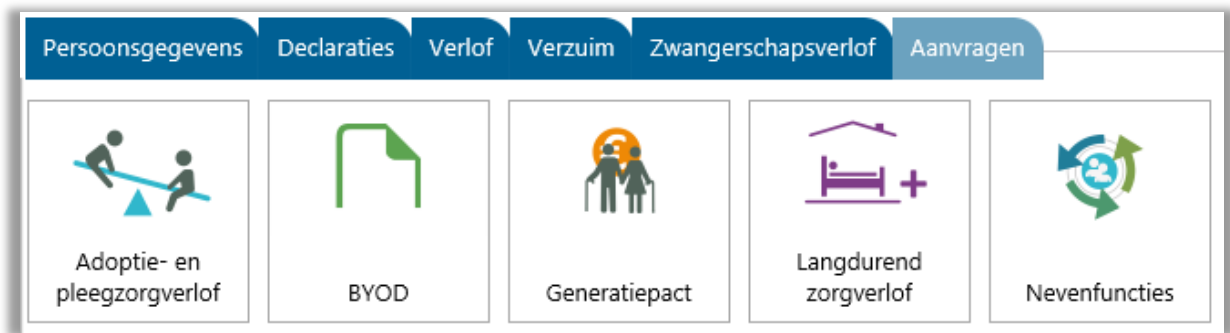 Persoonsgegevens Declaraties Verlof Verzuim Zwangerschapsverlof Aanvragen
Adoptie- en
pleegzorgverlof
BYOD
Generatiepact
Langdurend
zorgverlof
Nevenfuncties